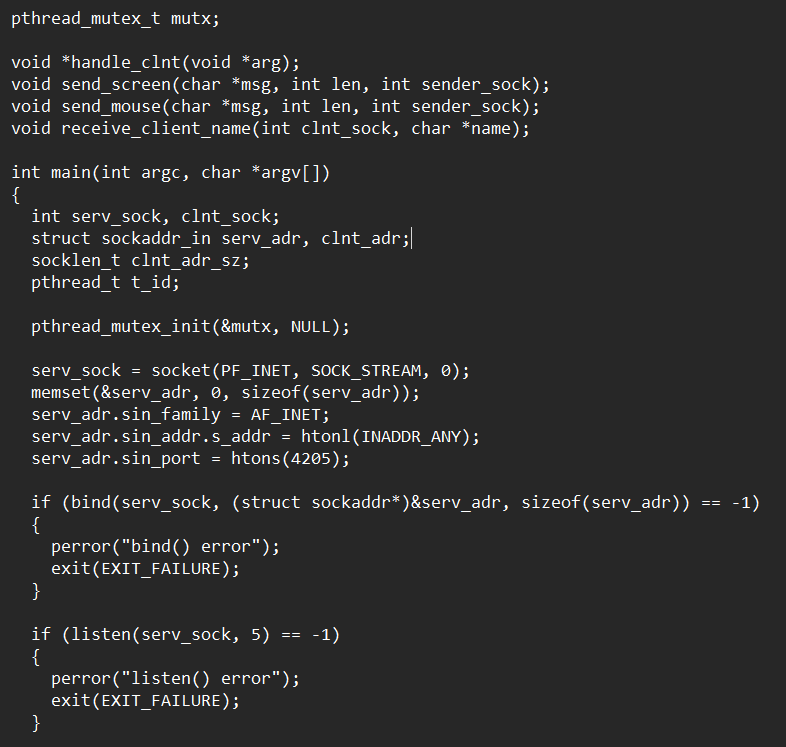 pthread_mutex_t mutx;
void *handle_clnt(void *arg);
void send_screen(char *msg, int len, int sender_sock);
void send_mouse(char *msg, int len, int sender_sock);
void receive_client_name(int clnt_sock, char *name);
int main(int argc, char *argv[])
{
int serv_sock, clnt_sock;
struct sockaddr_in serv_adr, clnt_adr;
socklen_t clnt_adr_sz;
pthread_t t_id;
pthread_mutex_init(&mutx, NULL);
serv_sock = socket(PF_INET, SOCK_STREAM, 0);
memset(&serv_adr, 0, sizeof(serv_adr));
serv_adr.sin_family = AF_INET;
serv_adr.sin_addr.s_addr = htonl(INADDR_ANY);
serv_adr.sin_port = htons(4205);
if (bind(serv_sock, (struct sockaddr*)&serv_adr, sizeof(serv_adr)) == -1)
{
perror("bind() error");
exit(EXIT_FAILURE);
}
if (listen(serv_sock, 5) == -1)
{
perror("listen() error");
exit(EXIT_FAILURE);
}